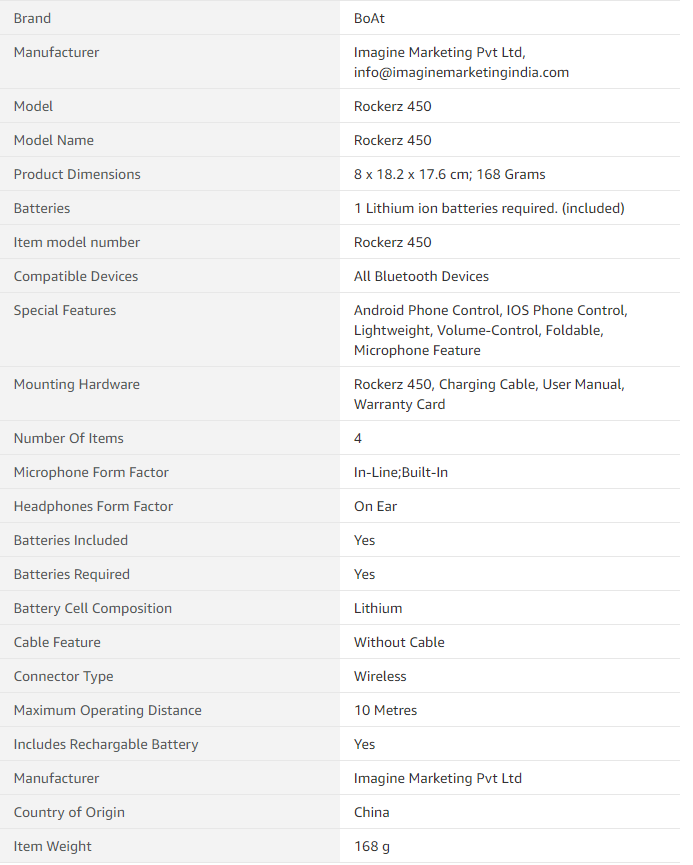 Brand BoAt
Manufacturer Imagine Marketing Pvt Ltd,
info@imaginemarketingindia.com
Model Rockerz 450
Model Name Rockerz 450
Product Dimensions 8 x 18.2 x 17.6 cm; 168 Grams
Batteries 1 Lithium ion batteries required. (included)
Item model number Rockerz 450
Compatible Devices All Bluetooth Devices
Special Features Android Phone Control, IOS Phone Control,
Lightweight, Volume-Control, Foldable,
Microphone Feature
Mounting Hardware Rockerz 450, Charging Cable, User Manual,
Warranty Card
Number Of Items 4
Microphone Form Factor In-Line;Built-In
Headphones Form Factor On Ear
Batteries Included Yes
Batteries Required Yes
Battery Cell Composition Lithium
Cable Feature Without Cable
Connector Type Wireless
Maximum Operating Distance 10 Metres
Includes Rechargable Battery Yes
Manufacturer Imagine Marketing Pvt Ltd
Country of Origin China
Item Weight 168 g